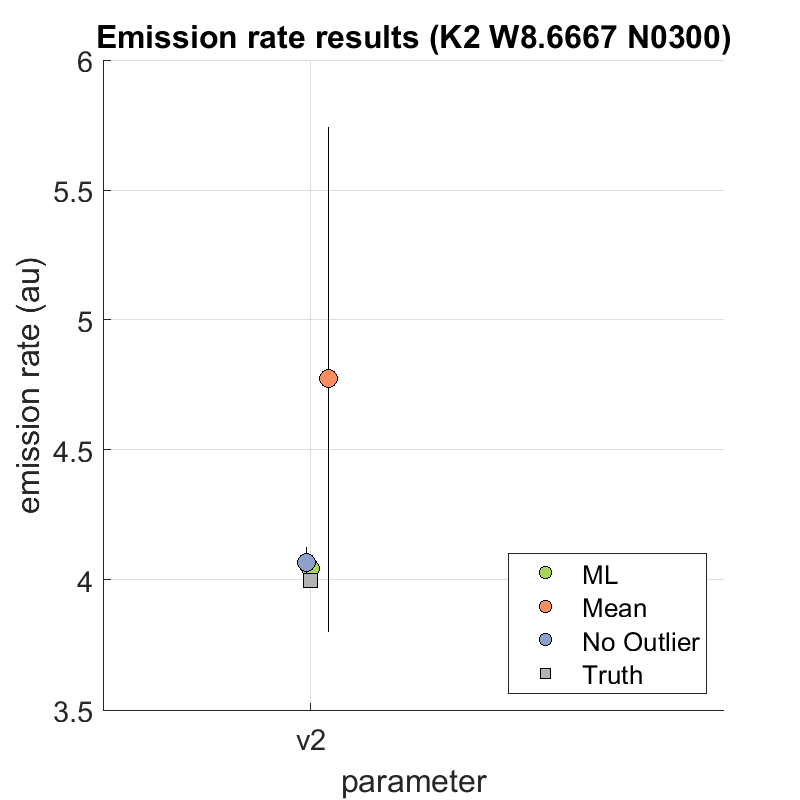 Emission rate results (K2 W8.6667 N0300)
6
5.5
5
4.5
4
3.5
emission rate (au)
ML
Mean
No Outlier
Truth
v2
parameter